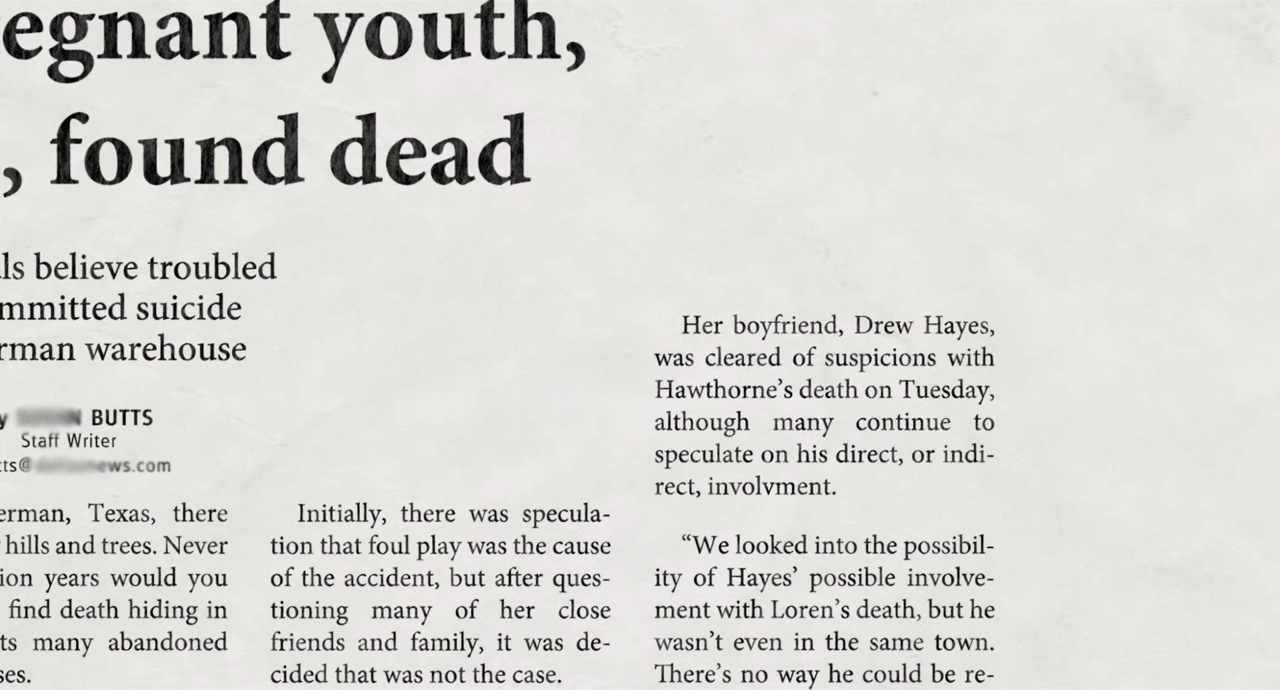 egnant youth,
, found dead
ls believe troubled
mmitted suicide
rman warehouse
y BUTTS
Staff Writer
ts@ ews.com
erman, Texas, there
hills and trees. Never
ion years would you
find death hiding in
ts many abandoned
ses.
Initially, there was specula-
tion that foul play was the cause
of the accident, but after ques-
tioning many of her close
friends and family, it was de-
cided that was not the case.
Her boyfriend, Drew Hayes,
was cleared of suspicions with
Hawthorne’s death on Tuesday,
although many continue to
speculate on his direct, or indi-
rect, involvment.
“We looked into the possibil-
ity of Hayes’ possible involve-
ment with Loren’s death, but he
wasn’t even in the same town.
There’s no way he could be re-